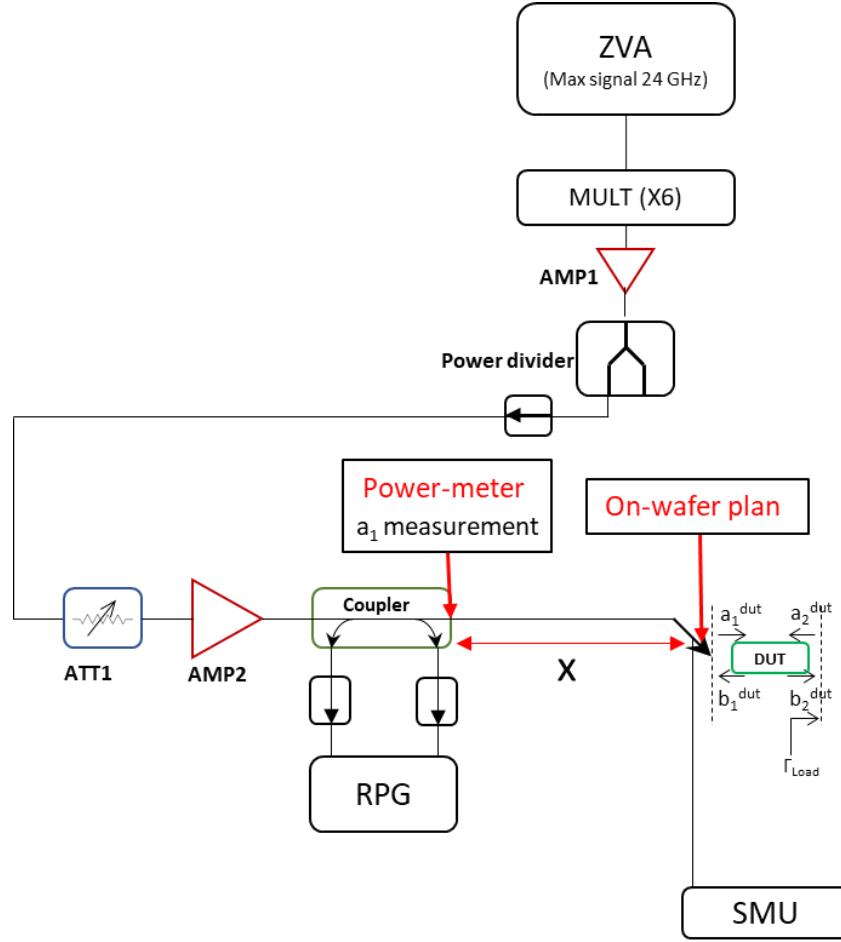 ZVA
(Max signal 24 GHz)
MULT (X6)
AMP1
Power divider
Power-meter
a₁ measurement
On-wafer plan
Coupler
a₁ᵈᵘᵗ
a₂ᵈᵘᵗ
DUT
ATT1
AMP2
X
b₁ᵈᵘᵗ
b₂ᵈᵘᵗ
Γ_Load
RPG
SMU